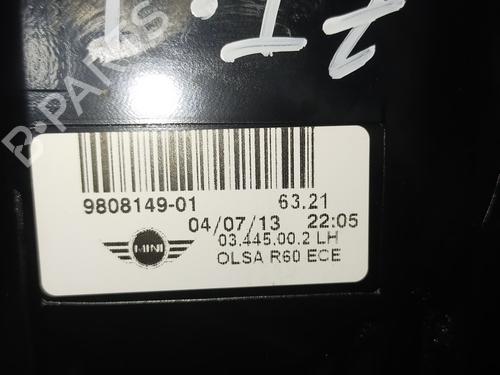 B-PARTS
9808149-01 63.21
04/07/13 22:05
03.445.00.2 LH
MINI
OLSA R60 ECE